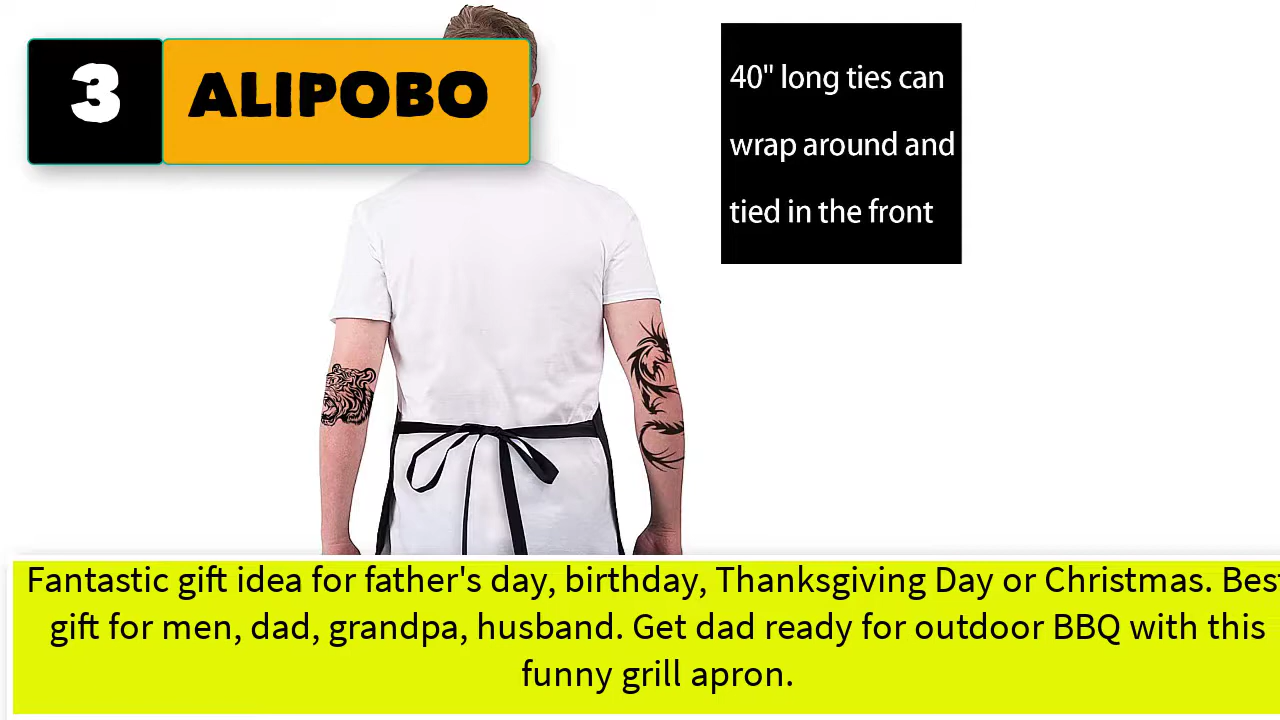 3 ALIPOBO
40" long ties can
wrap around and
tied in the front
Fantastic gift idea for father's day, birthday, Thanksgiving Day or Christmas. Best
gift for men, dad, grandpa, husband. Get dad ready for outdoor BBQ with this
funny grill apron.